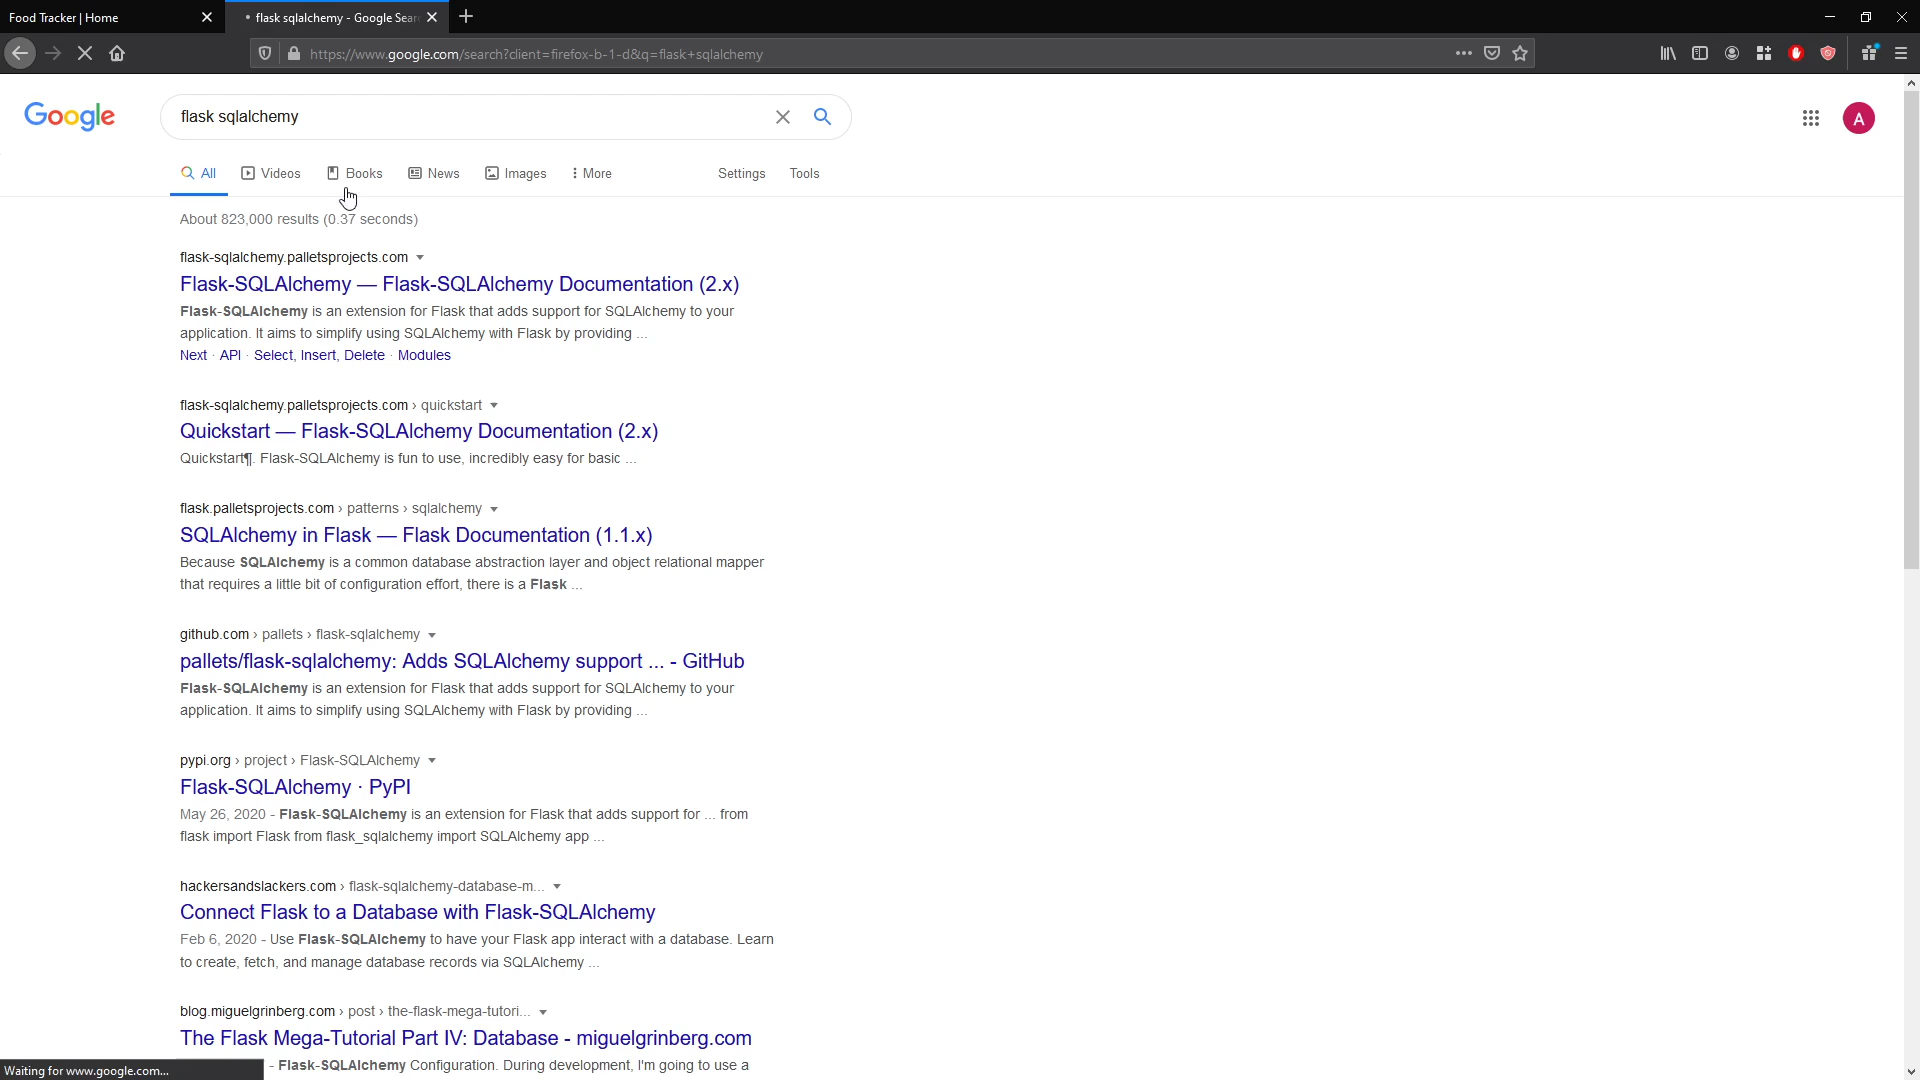 Food Tracker | Home
flask sqlalchemy - Google Sear
https://www.google.com/search?client=firefox-b-1-d&q=flask+sqlalchemy
Google
flask sqlalchemy
A
All
Videos
Books
News
Images
More
Settings
Tools
About 823,000 results (0.37 seconds)
flask-sqlalchemy.palletsprojects.com
Flask-SQLAlchemy — Flask-SQLAlchemy Documentation (2.x)
Flask-SQLAlchemy is an extension for Flask that adds support for SQLAlchemy to your
application. It aims to simplify using SQLAlchemy with Flask by providing ...
Next · API · Select, Insert, Delete · Modules
flask-sqlalchemy.palletsprojects.com › quickstart
Quickstart — Flask-SQLAlchemy Documentation (2.x)
Quickstart¶. Flask-SQLAlchemy is fun to use, incredibly easy for basic ...
flask.palletsprojects.com › patterns › sqlalchemy
SQLAlchemy in Flask — Flask Documentation (1.1.x)
Because SQLAlchemy is a common database abstraction layer and object relational mapper
that requires a little bit of configuration effort, there is a Flask ...
github.com › pallets › flask-sqlalchemy
pallets/flask-sqlalchemy: Adds SQLAlchemy support ... - GitHub
Flask-SQLAlchemy is an extension for Flask that adds support for SQLAlchemy to your
application. It aims to simplify using SQLAlchemy with Flask by providing ...
pypi.org › project › Flask-SQLAlchemy
Flask-SQLAlchemy · PyPI
May 26, 2020 - Flask-SQLAlchemy is an extension for Flask that adds support for ... from
flask import Flask from flask_sqlalchemy import SQLAlchemy app ...
hackersandslackers.com › flask-sqlalchemy-database-m...
Connect Flask to a Database with Flask-SQLAlchemy
Feb 6, 2020 - Use Flask-SQLAlchemy to have your Flask app interact with a database. Learn
to create, fetch, and manage database records via SQLAlchemy ...
blog.miguelgrinberg.com › post › the-flask-mega-tutori...
The Flask Mega-Tutorial Part IV: Database - miguelgrinberg.com
- Flask-SQLAlchemy Configuration. During development, I'm going to use a
Waiting for www.google.com...